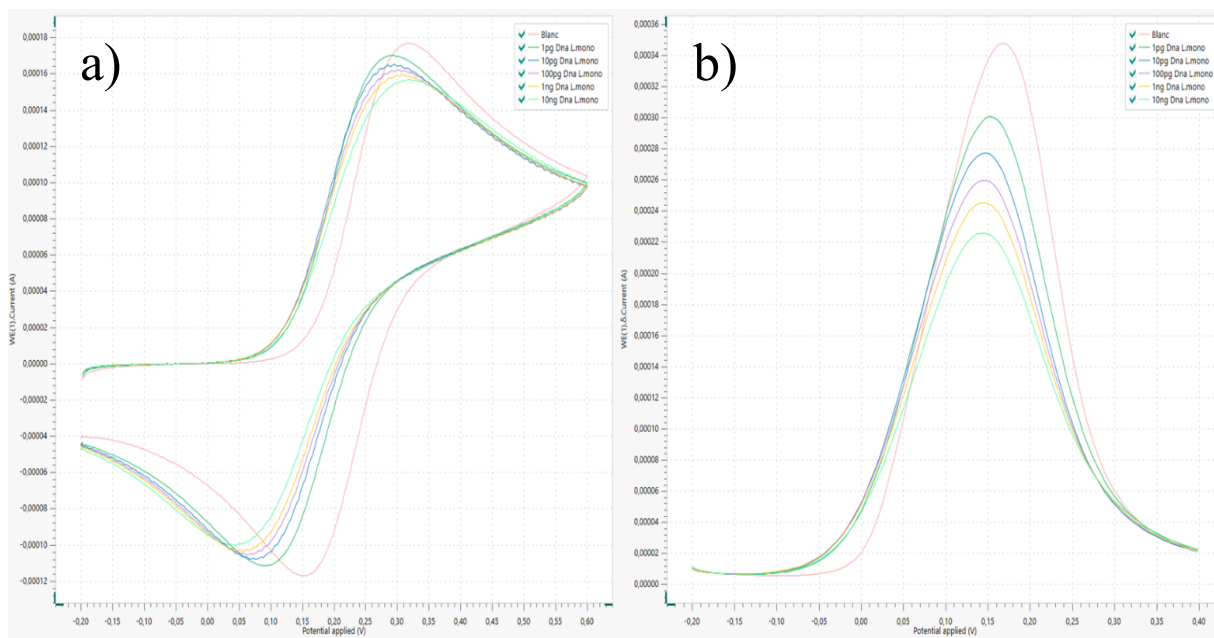 a)
Blanc
1pg Dna L.mono
10pg Dna L.mono
100pg Dna L.mono
1ng Dna L.mono
10ng Dna L.mono
0,00018
0,00016
0,00014
0,00012
0,00010
0,00008
0,00006
0,00004
0,00002
0,00000
-0,00002
-0,00004
-0,00006
-0,00008
-0,00010
-0,00012
WE(1).Current (A)
-0,20 -0,15 -0,10 -0,05 0,00 0,05 0,10 0,15 0,20 0,25 0,30 0,35 0,40 0,45 0,50 0,55 0,60
Potential applied (V)
b)
Blanc
1pg Dna L.mono
10pg Dna L.mono
100pg Dna L.mono
1ng Dna L.mono
10ng Dna L.mono
0,00036
0,00034
0,00032
0,00030
0,00028
0,00026
0,00024
0,00022
0,00020
0,00018
0,00016
0,00014
0,00012
0,00010
0,00008
0,00006
0,00004
0,00002
0,00000
WE(1).δ.Current (A)
-0,20 -0,15 -0,10 -0,05 0,00 0,05 0,10 0,15 0,20 0,25 0,30 0,35 0,40
Potential applied (V)